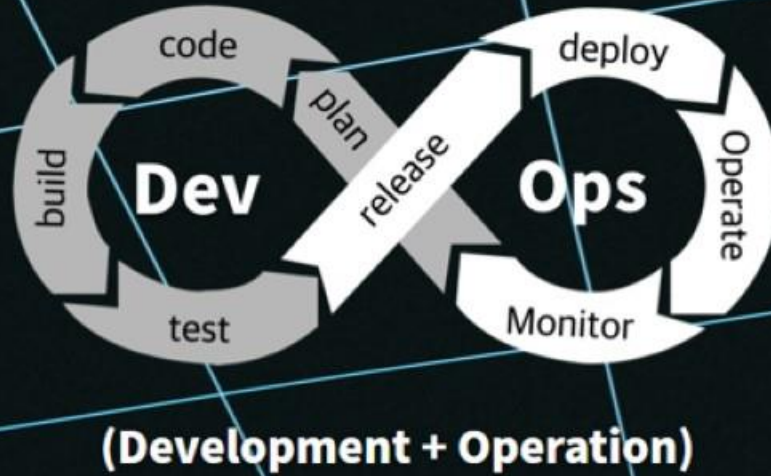 code
plan
build
Dev
test
release
deploy
Ops
Operate
Monitor
(Development + Operation)